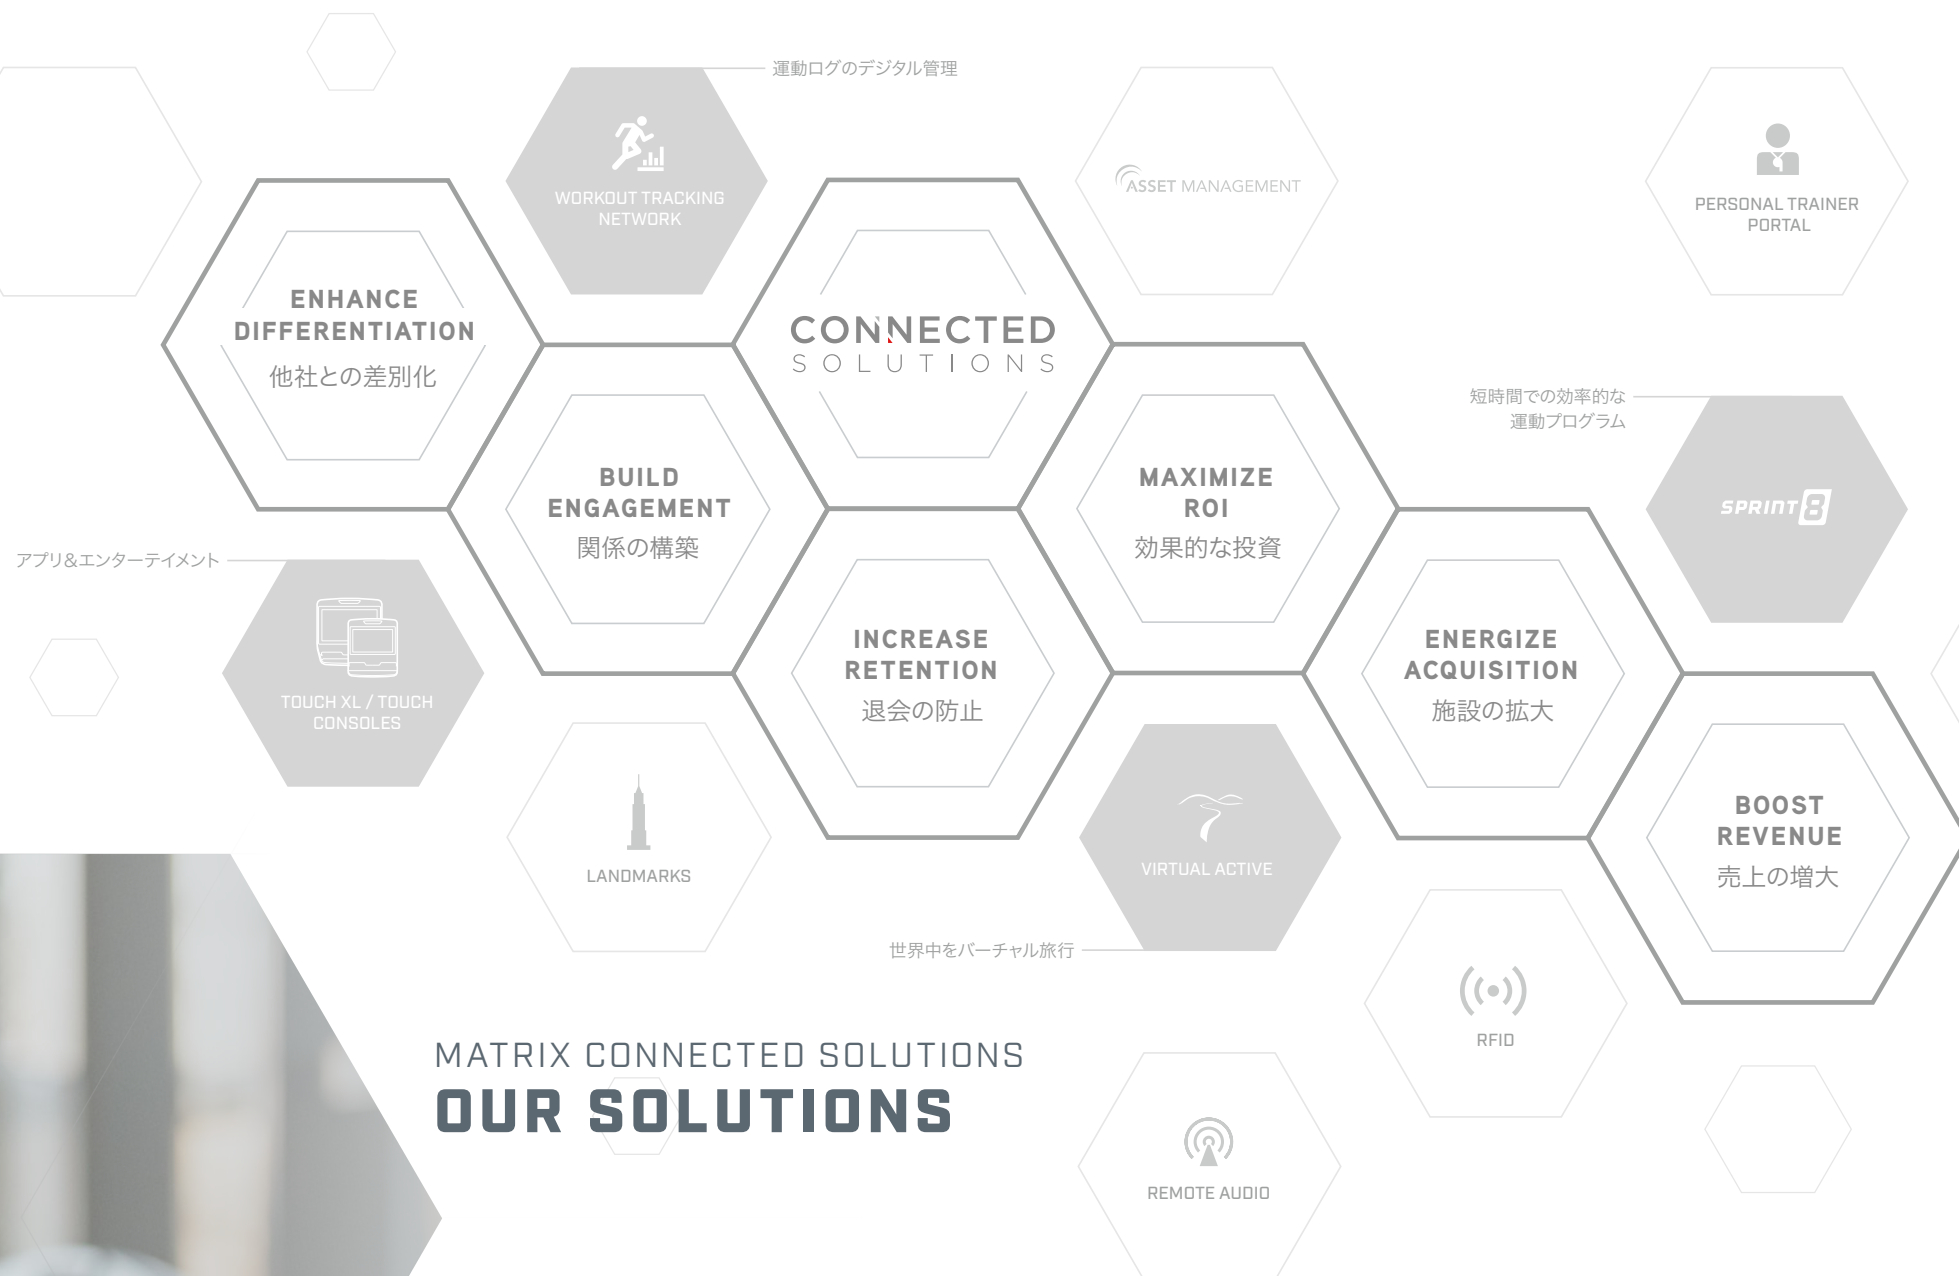 運動ログのデジタル管理
WORKOUT TRACKING
NETWORK
ASSET MANAGEMENT
PERSONAL TRAINER
PORTAL
ENHANCE
DIFFERENTIATION
他社との差別化
CONNECTED
SOLUTIONS
短時間での効率的な
運動プログラム
SPRINT 8
BUILD
ENGAGEMENT
関係の構築
MAXIMIZE
ROI
効果的な投資
アプリ&エンターテイメント
TOUCH XL / TOUCH
CONSOLES
INCREASE
RETENTION
退会の防止
ENERGIZE
ACQUISITION
施設の拡大
LANDMARKS
VIRTUAL ACTIVE
世界中をバーチャル旅行
BOOST
REVENUE
売上の増大
RFID
MATRIX CONNECTED SOLUTIONS
OUR SOLUTIONS
REMOTE AUDIO